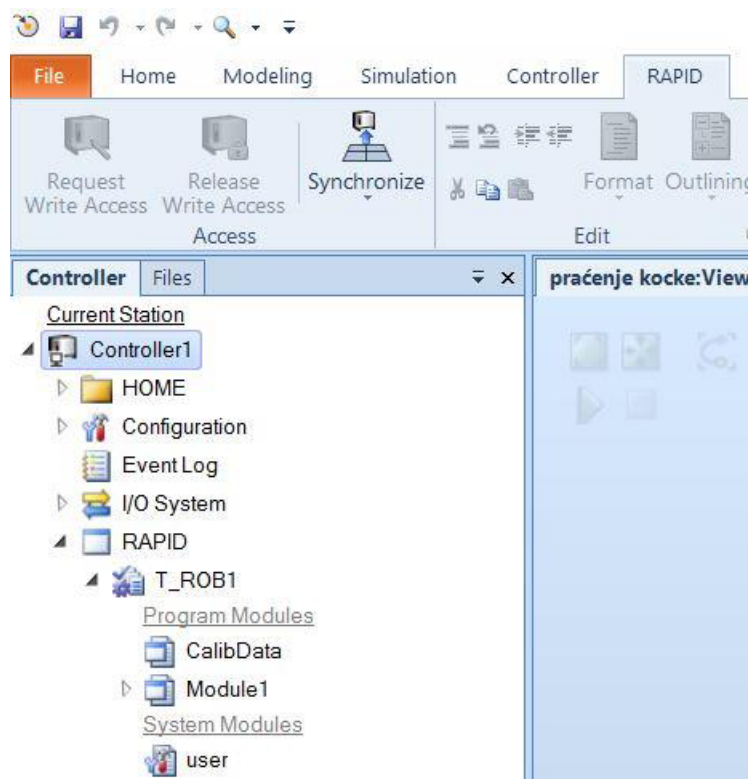 File Home Modeling Simulation Controller RAPID
Request Write Access
Release Write Access
Synchronize
Format Outlining
Access
Edit
Controller Files
praćenje kocke:View
Current Station
Controller1
HOME
Configuration
Event Log
I/O System
RAPID
T_ROB1
Program Modules
CalibData
Module1
System Modules
user